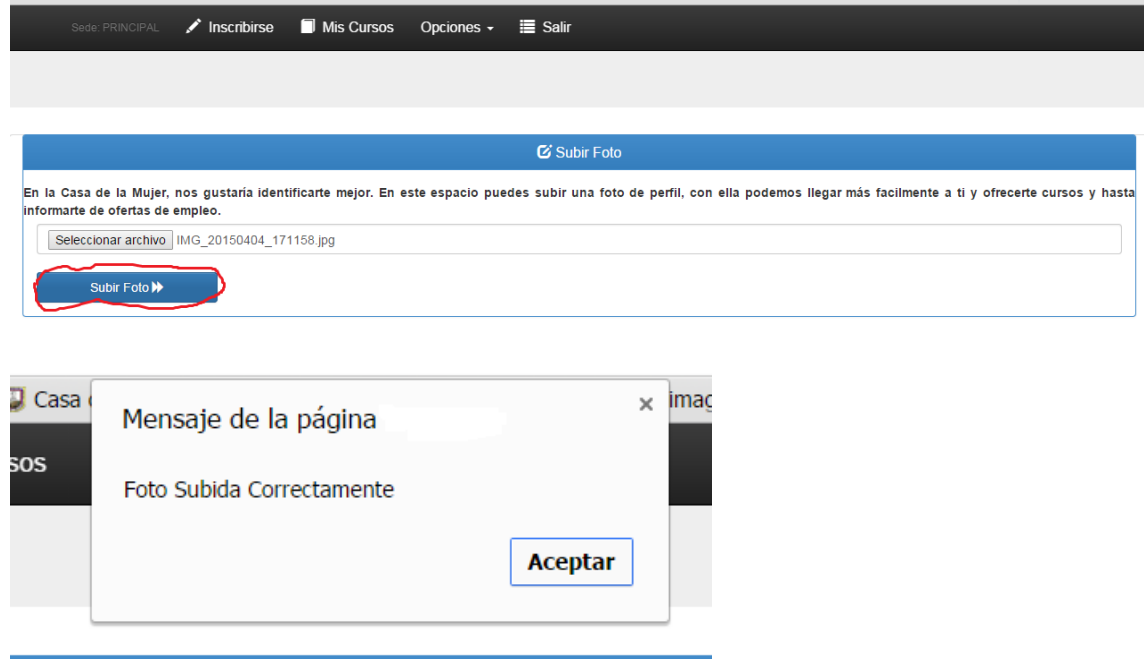 Sede: PRINCIPAL Inscribirse Mis Cursos Opciones Salir
Subir Foto
En la Casa de la Mujer, nos gustaría identificarte mejor. En este espacio puedes subir una foto de perfil, con ella podemos llegar más facilmente a ti y ofrecerte cursos y hasta
informarte de ofertas de empleo.
Seleccionar archivo IMG_20150404_171158.jpg
Subir Foto
Casa
imag
sos
Mensaje de la página
Foto Subida Correctamente
Aceptar